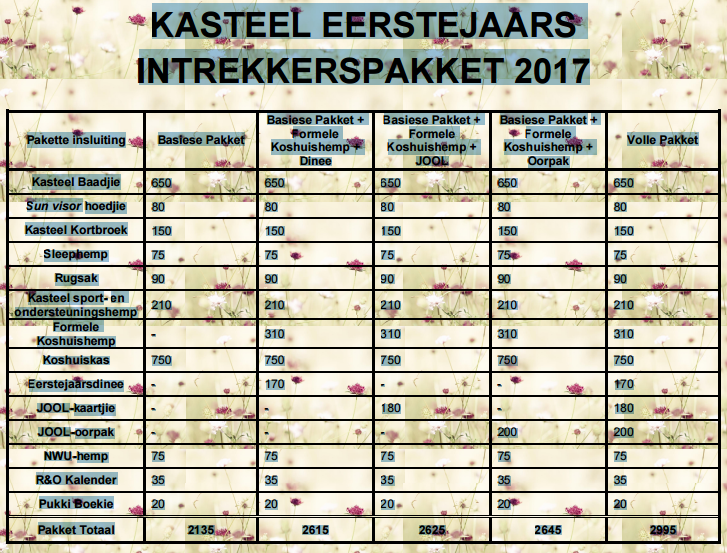 KASTEEL EERSTEJAARS
INTREKKERSPAKKET 2017
Pakette insluiting | Basiese Pakket | Basiese Pakket + Formele Koshuishemp + Dinee | Basiese Pakket + Formele Koshuishemp + JOOL | Basiese Pakket + Formele Koshuishemp + Oorpak | Volle Pakket
Kasteel Baadjie | 650 | 650 | 650 | 650 | 650
Sun visor hoedjie | 80 | 80 | 80 | 80 | 80
Kasteel Kortbroek | 150 | 150 | 150 | 150 | 150
Sleephemp | 75 | 75 | 75 | 75 | 75
Rugsak | 90 | 90 | 90 | 90 | 90
Kasteel sport- en ondersteuningshemp | 210 | 210 | 210 | 210 | 210
Formele Koshuishemp | - | 310 | 310 | 310 | 310
Koshuiskas | 750 | 750 | 750 | 750 | 750
Eerstejaarsdinee | - | 170 | - | - | 170
JOOL-kaartjie | - | - | 180 | - | 180
JOOL-oorpak | - | - | - | 200 | 200
NWU-hemp | 75 | 75 | 75 | 75 | 75
R&O Kalender | 35 | 35 | 35 | 35 | 35
Pukki Boekie | 20 | 20 | 20 | 20 | 20
Pakket Totaal | 2135 | 2615 | 2625 | 2645 | 2995